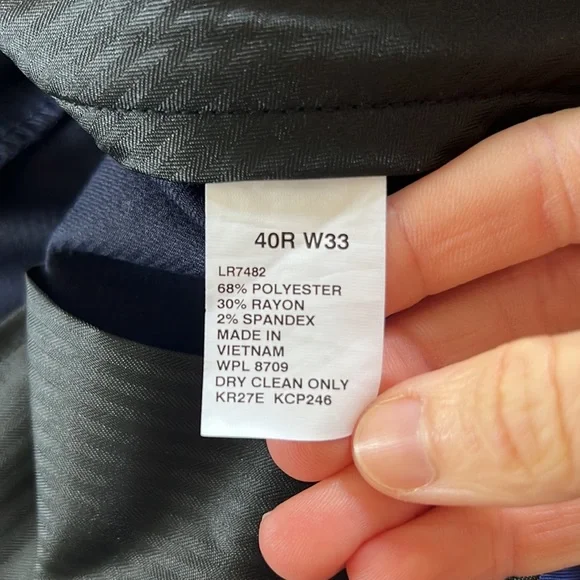 40R W33
LR7482
68% POLYESTER
30% RAYON
2% SPANDEX
MADE IN
VIETNAM
WPL 8709
DRY CLEAN ONLY
KR27E KCP246